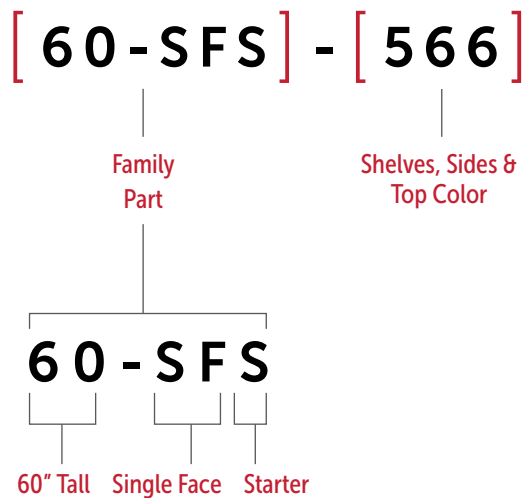 [60-SFS]-[566]
Family
Part
Shelves, Sides &
Top Color
60-SFS
60" Tall Single Face Starter